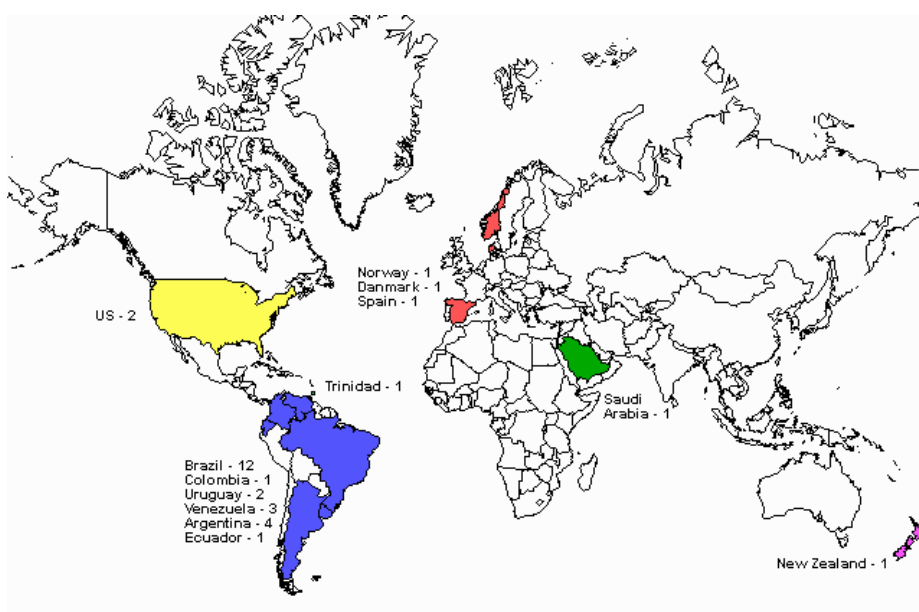 Norway - 1
Danmark - 1
Spain - 1
US - 2
Trinidad - 1
Saudi
Arabia - 1
Brazil - 12
Colombia - 1
Uruguay - 2
Venezuela - 3
Argentina - 4
Ecuador - 1
New Zealand - 1